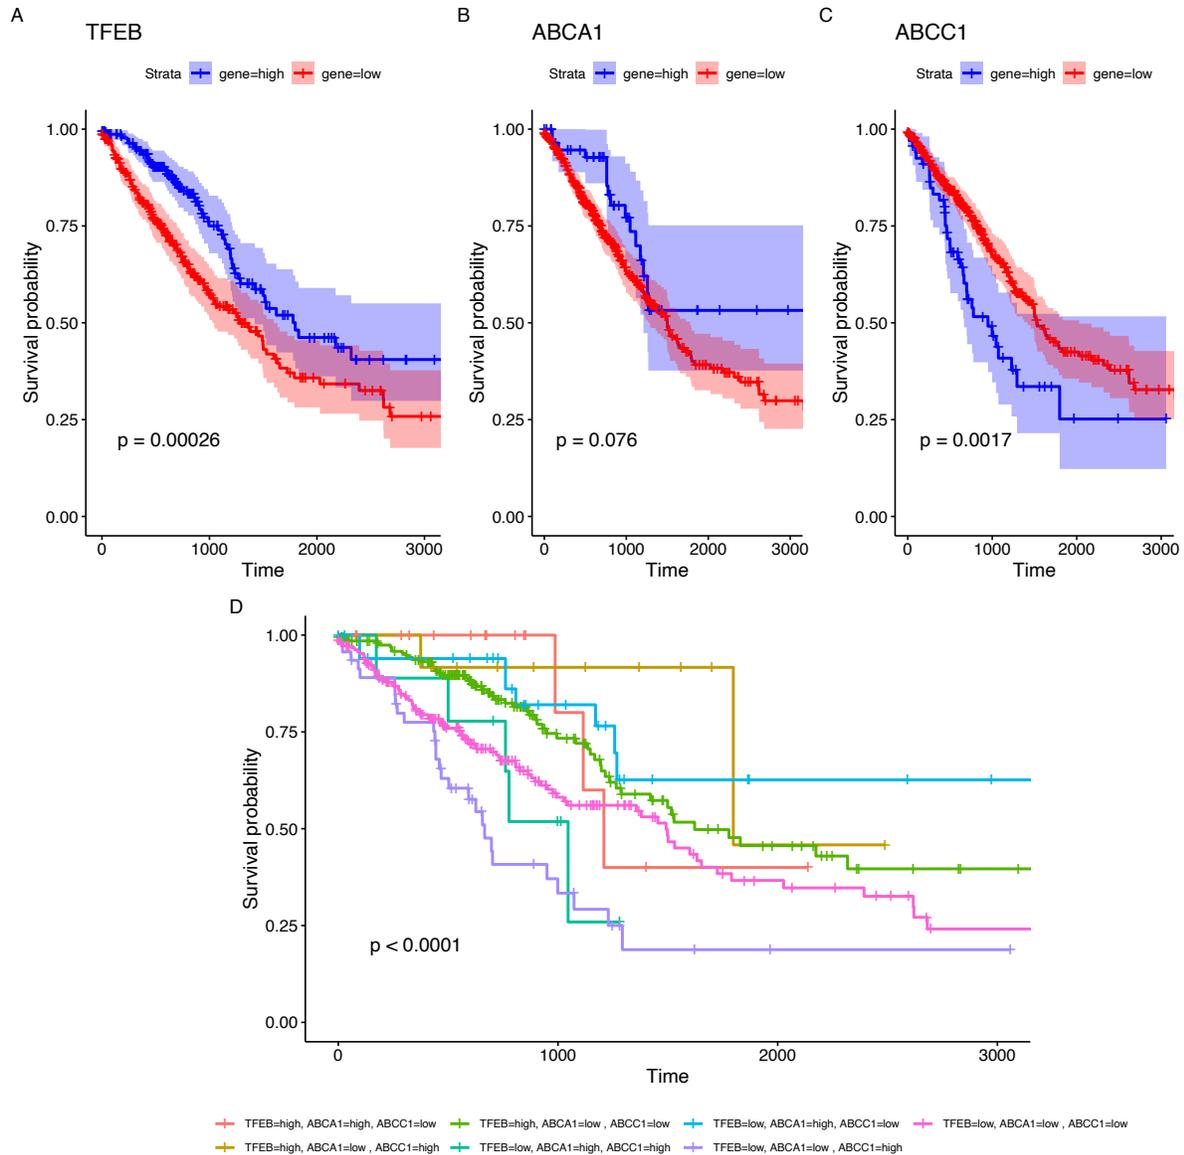 A
TFEB
Strata gene=high gene=low
1.00
0.75
0.50
0.25
0.00
Survival probability
p = 0.00026
0 1000 2000 3000
Time
B
ABCA1
Strata gene=high gene=low
1.00
0.75
0.50
0.25
0.00
Survival probability
p = 0.076
0 1000 2000 3000
Time
C
ABCC1
Strata gene=high gene=low
1.00
0.75
0.50
0.25
0.00
Survival probability
p = 0.0017
0 1000 2000 3000
Time
D
1.00
0.75
0.50
0.25
0.00
Survival probability
p < 0.0001
0 1000 2000 3000
Time
TFEB=high, ABCA1=high, ABCC1=low TFEB=high, ABCA1=low , ABCC1=low TFEB=low, ABCA1=high, ABCC1=low TFEB=low, ABCA1=low , ABCC1=low
TFEB=high, ABCA1=low , ABCC1=high TFEB=low, ABCA1=high, ABCC1=high TFEB=low, ABCA1=low , ABCC1=high